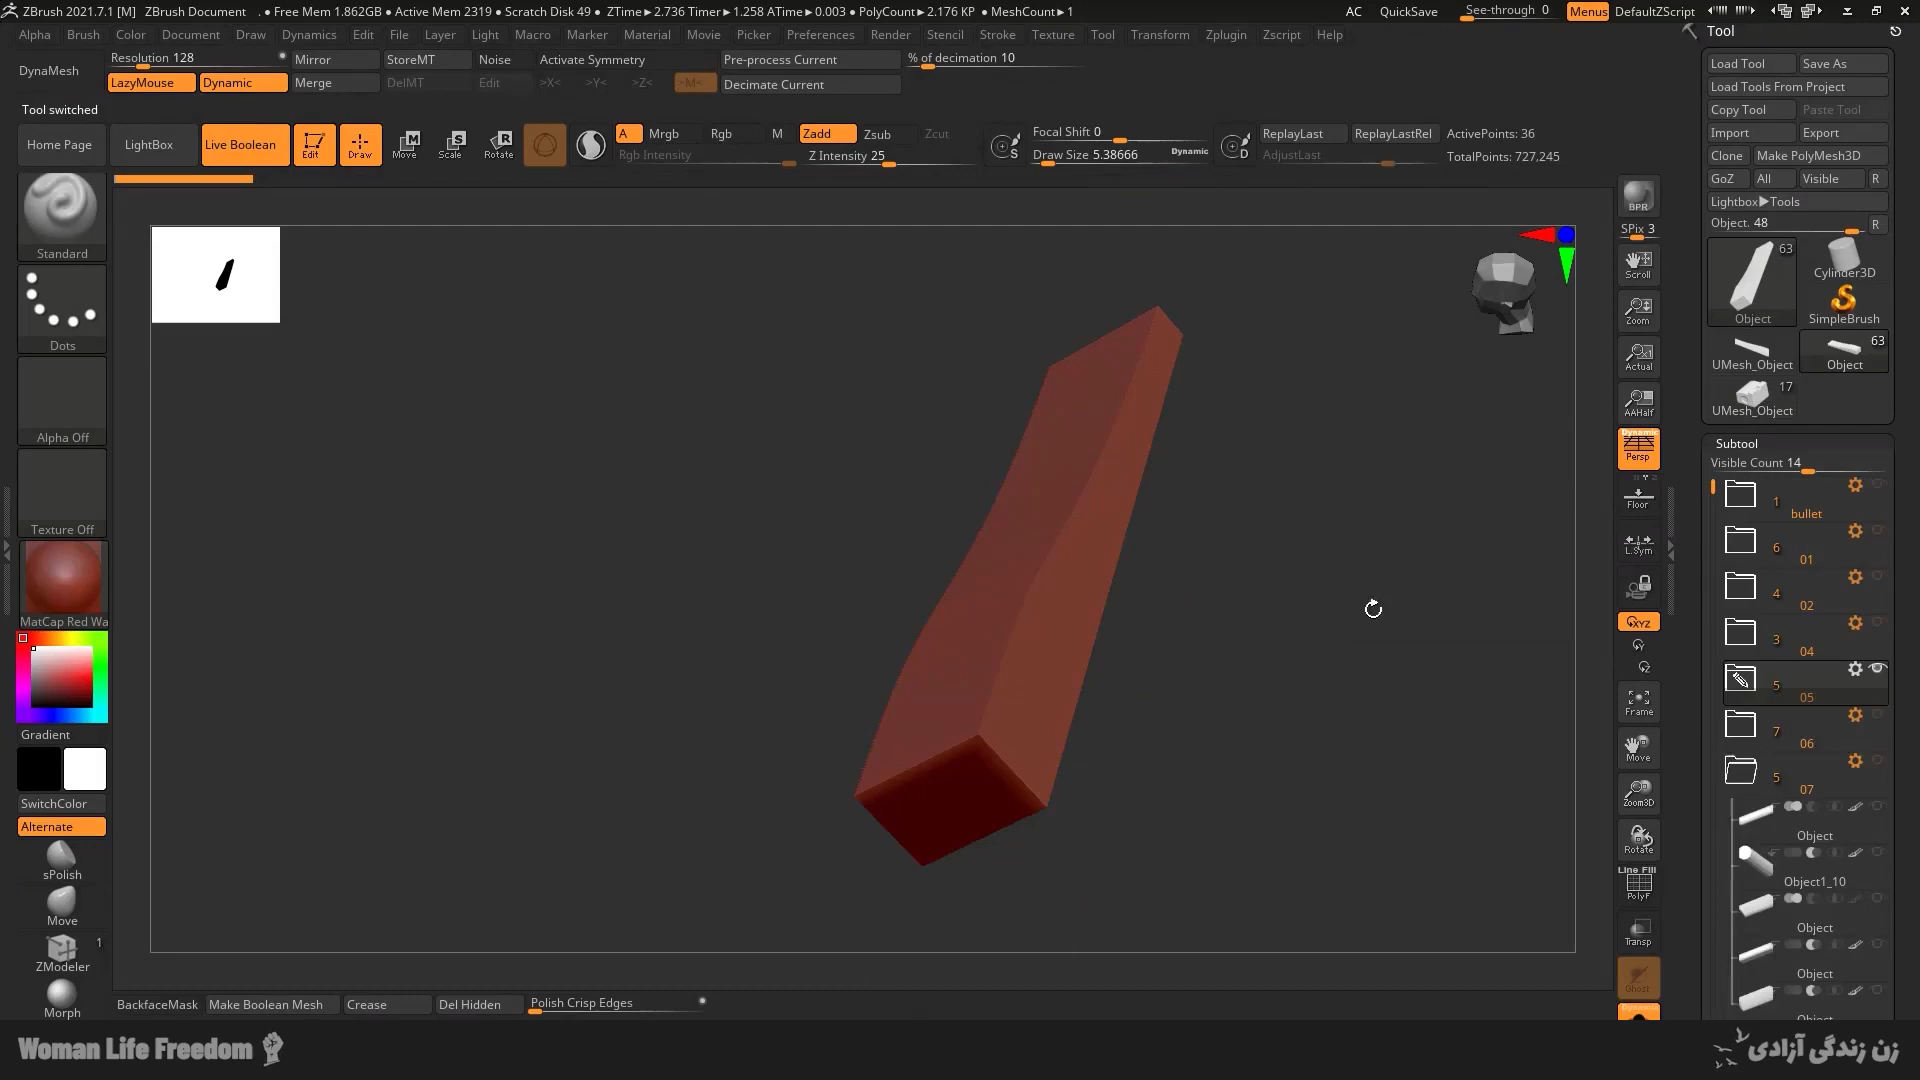 ZBrush 2021.7.1 [M] ZBrush Document . ● Free Mem 1.862GB ● Active Mem 2319 ● Scratch Disk 49 ● ZTime►2.736 Timer►1.258 ATime►0.003 ● PolyCount►2.176 KP ● MeshCount►1 AC QuickSave See-through 0 Menus DefaultZScript
Alpha Brush Color Document Draw Dynamics Edit File Layer Light Macro Marker Material Movie Picker Preferences Render Stencil Stroke Texture Tool Transform Zplugin Zscript Help
DynaMesh
Resolution 128 Mirror StoreMT Noise Activate Symmetry Pre-process Current % of decimation 10
LazyMouse Dynamic Merge DelMT Edit >X< >Y< >Z< >M< Decimate Current
Tool switched
Home Page LightBox Live Boolean Edit Draw Move Scale Rotate
A Mrgb Rgb M Zadd Zsub Zcut
Rgb Intensity Z Intensity 25
S Focal Shift 0
Draw Size 5.38666 Dynamic
D ReplayLast ReplayLastRel ActivePoints: 36
AdjustLast TotalPoints: 727,245
Standard
Dots
Alpha Off
Texture Off
MatCap Red Wa
Gradient
SwitchColor
Alternate
sPolish
Move
1
ZModeler
Morph
BackfaceMask Make Boolean Mesh Crease Del Hidden Polish Crisp Edges
BPR
SPix 3
Scroll
Zoom
Actual
AAHalf
Dynamic
Persp
Floor
L.Sym
XYZ
Y
Z
Frame
Move
Zoom3D
Rotate
Line Fill
PolyF
Transp
Ghost
Dynamic
Tool
Load Tool Save As
Load Tools From Project
Copy Tool Paste Tool
Import Export
Clone Make PolyMesh3D
GoZ All Visible R
Lightbox►Tools
Object. 48 R
63
Object
Cylinder3D
SimpleBrush
UMesh_Object
63
Object
17
UMesh_Object
Subtool
Visible Count 14
1
bullet
6
01
4
02
3
04
5
05
7
06
5
07
Object
Object1_10
Object
Object
Object
Woman Life Freedom
زن زندگی آزادی